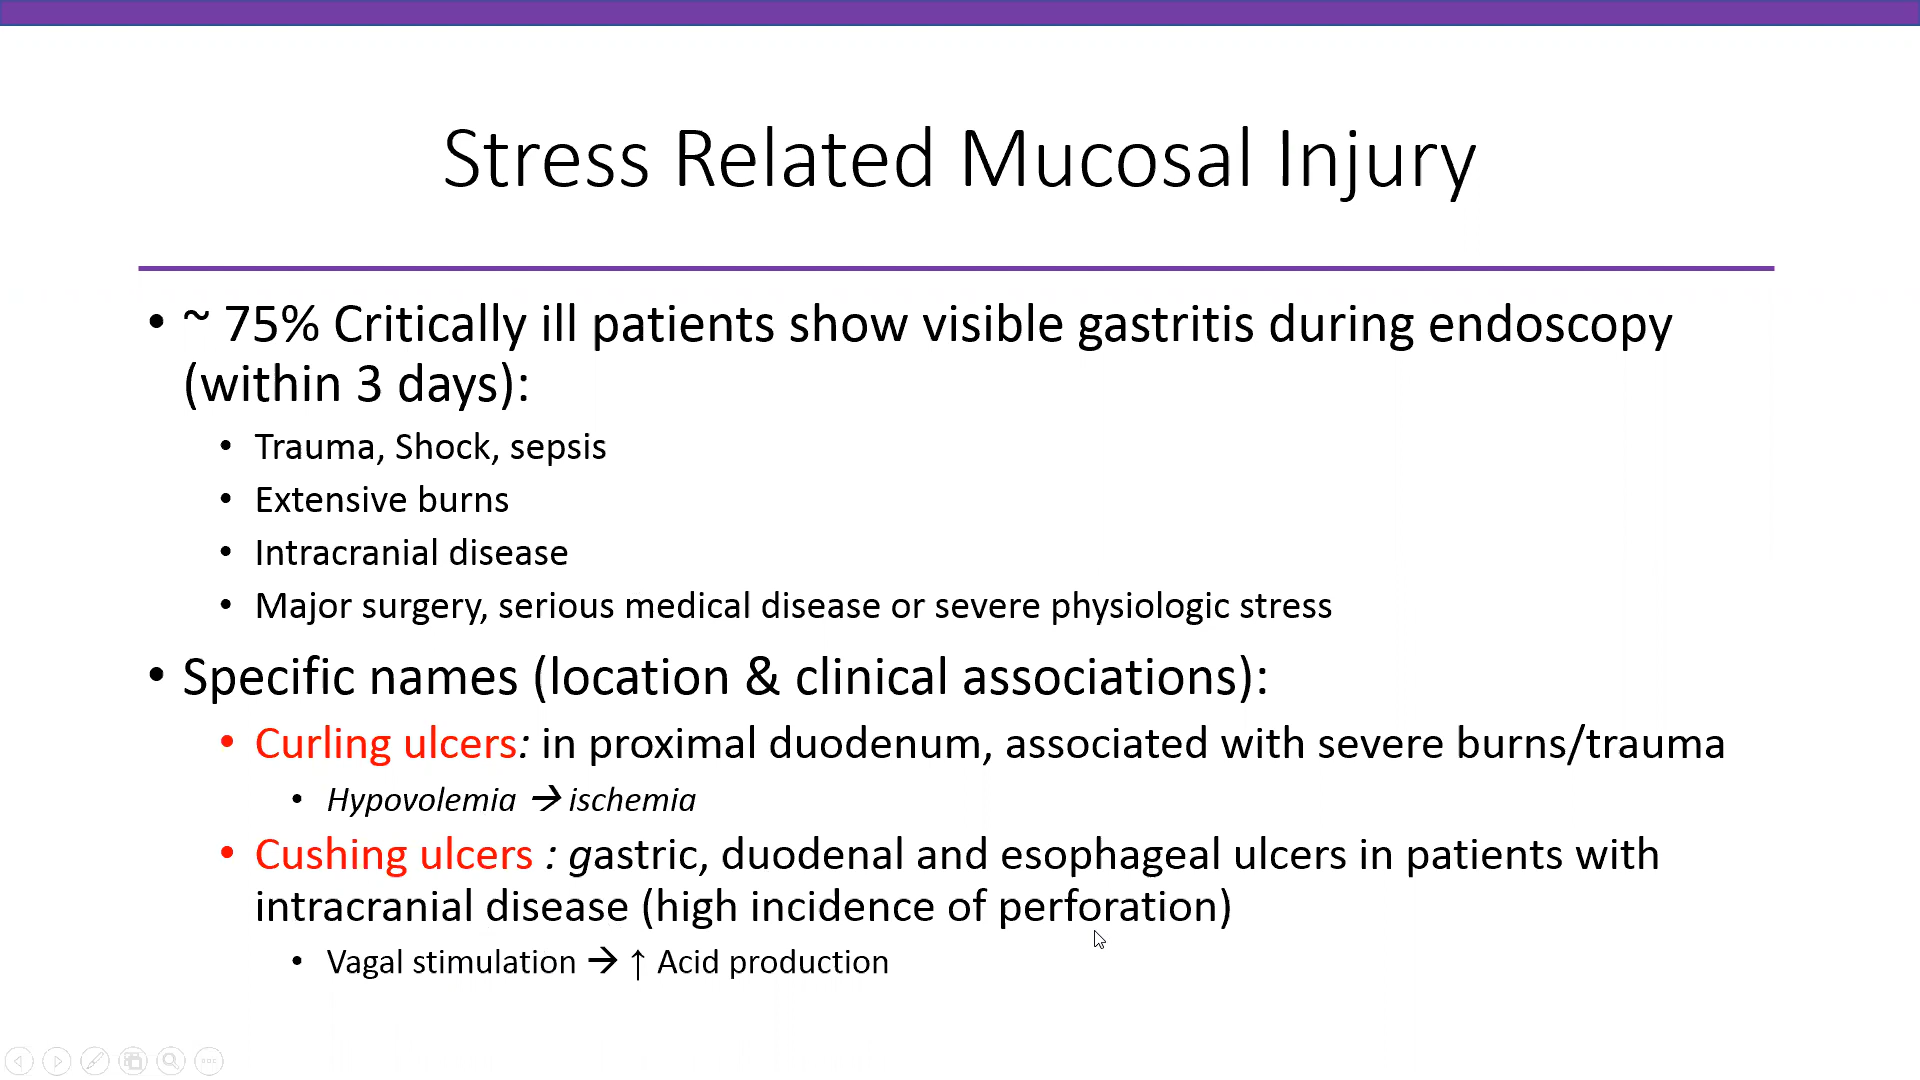 Stress Related Mucosal Injury
• ~ 75% Critically ill patients show visible gastritis during endoscopy
(within 3 days):
• Trauma, Shock, sepsis
• Extensive burns
• Intracranial disease
• Major surgery, serious medical disease or severe physiologic stress
• Specific names (location & clinical associations):
• Curling ulcers: in proximal duodenum, associated with severe burns/trauma
• Hypovolemia → ischemia
• Cushing ulcers : gastric, duodenal and esophageal ulcers in patients with
intracranial disease (high incidence of perforation)
• Vagal stimulation → ↑ Acid production